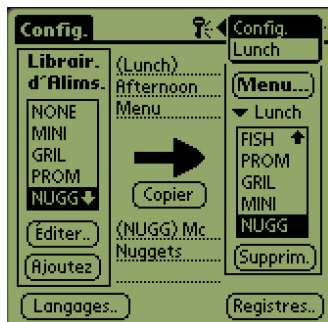 Config.
Config.
Lunch
Librair.
d´Alims.
NONE
MINI
GRIL
PROM
NUGG
Éditer..
Ajoutez
(Lunch)
Afternoon
Menu
Copier
(NUGG) Mc
Nuggets
Menu...
Lunch
FISH
PROM
GRIL
MINI
NUGG
Supprim.
Langages..
Registres..